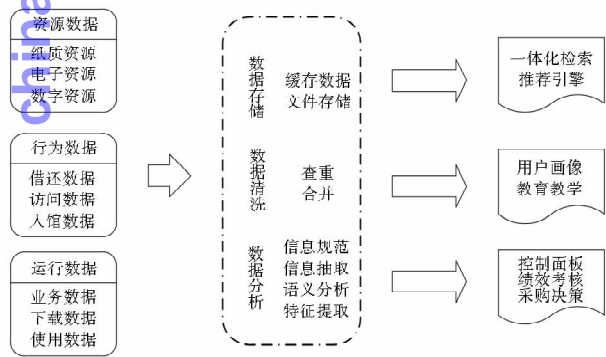 资源数据
纸质资源
电子资源
数字资源
行为数据
借还数据
访问数据
入馆数据
运行数据
业务数据
下载数据
使用数据
数据存储
缓存数据
文件存储
数据清洗
查重
合并
数据分析
信息规范
信息抽取
语义分析
特征提取
一体化检索
推荐引擎
用户画像
教育教学
控制面板
绩效考核
采购决策
china